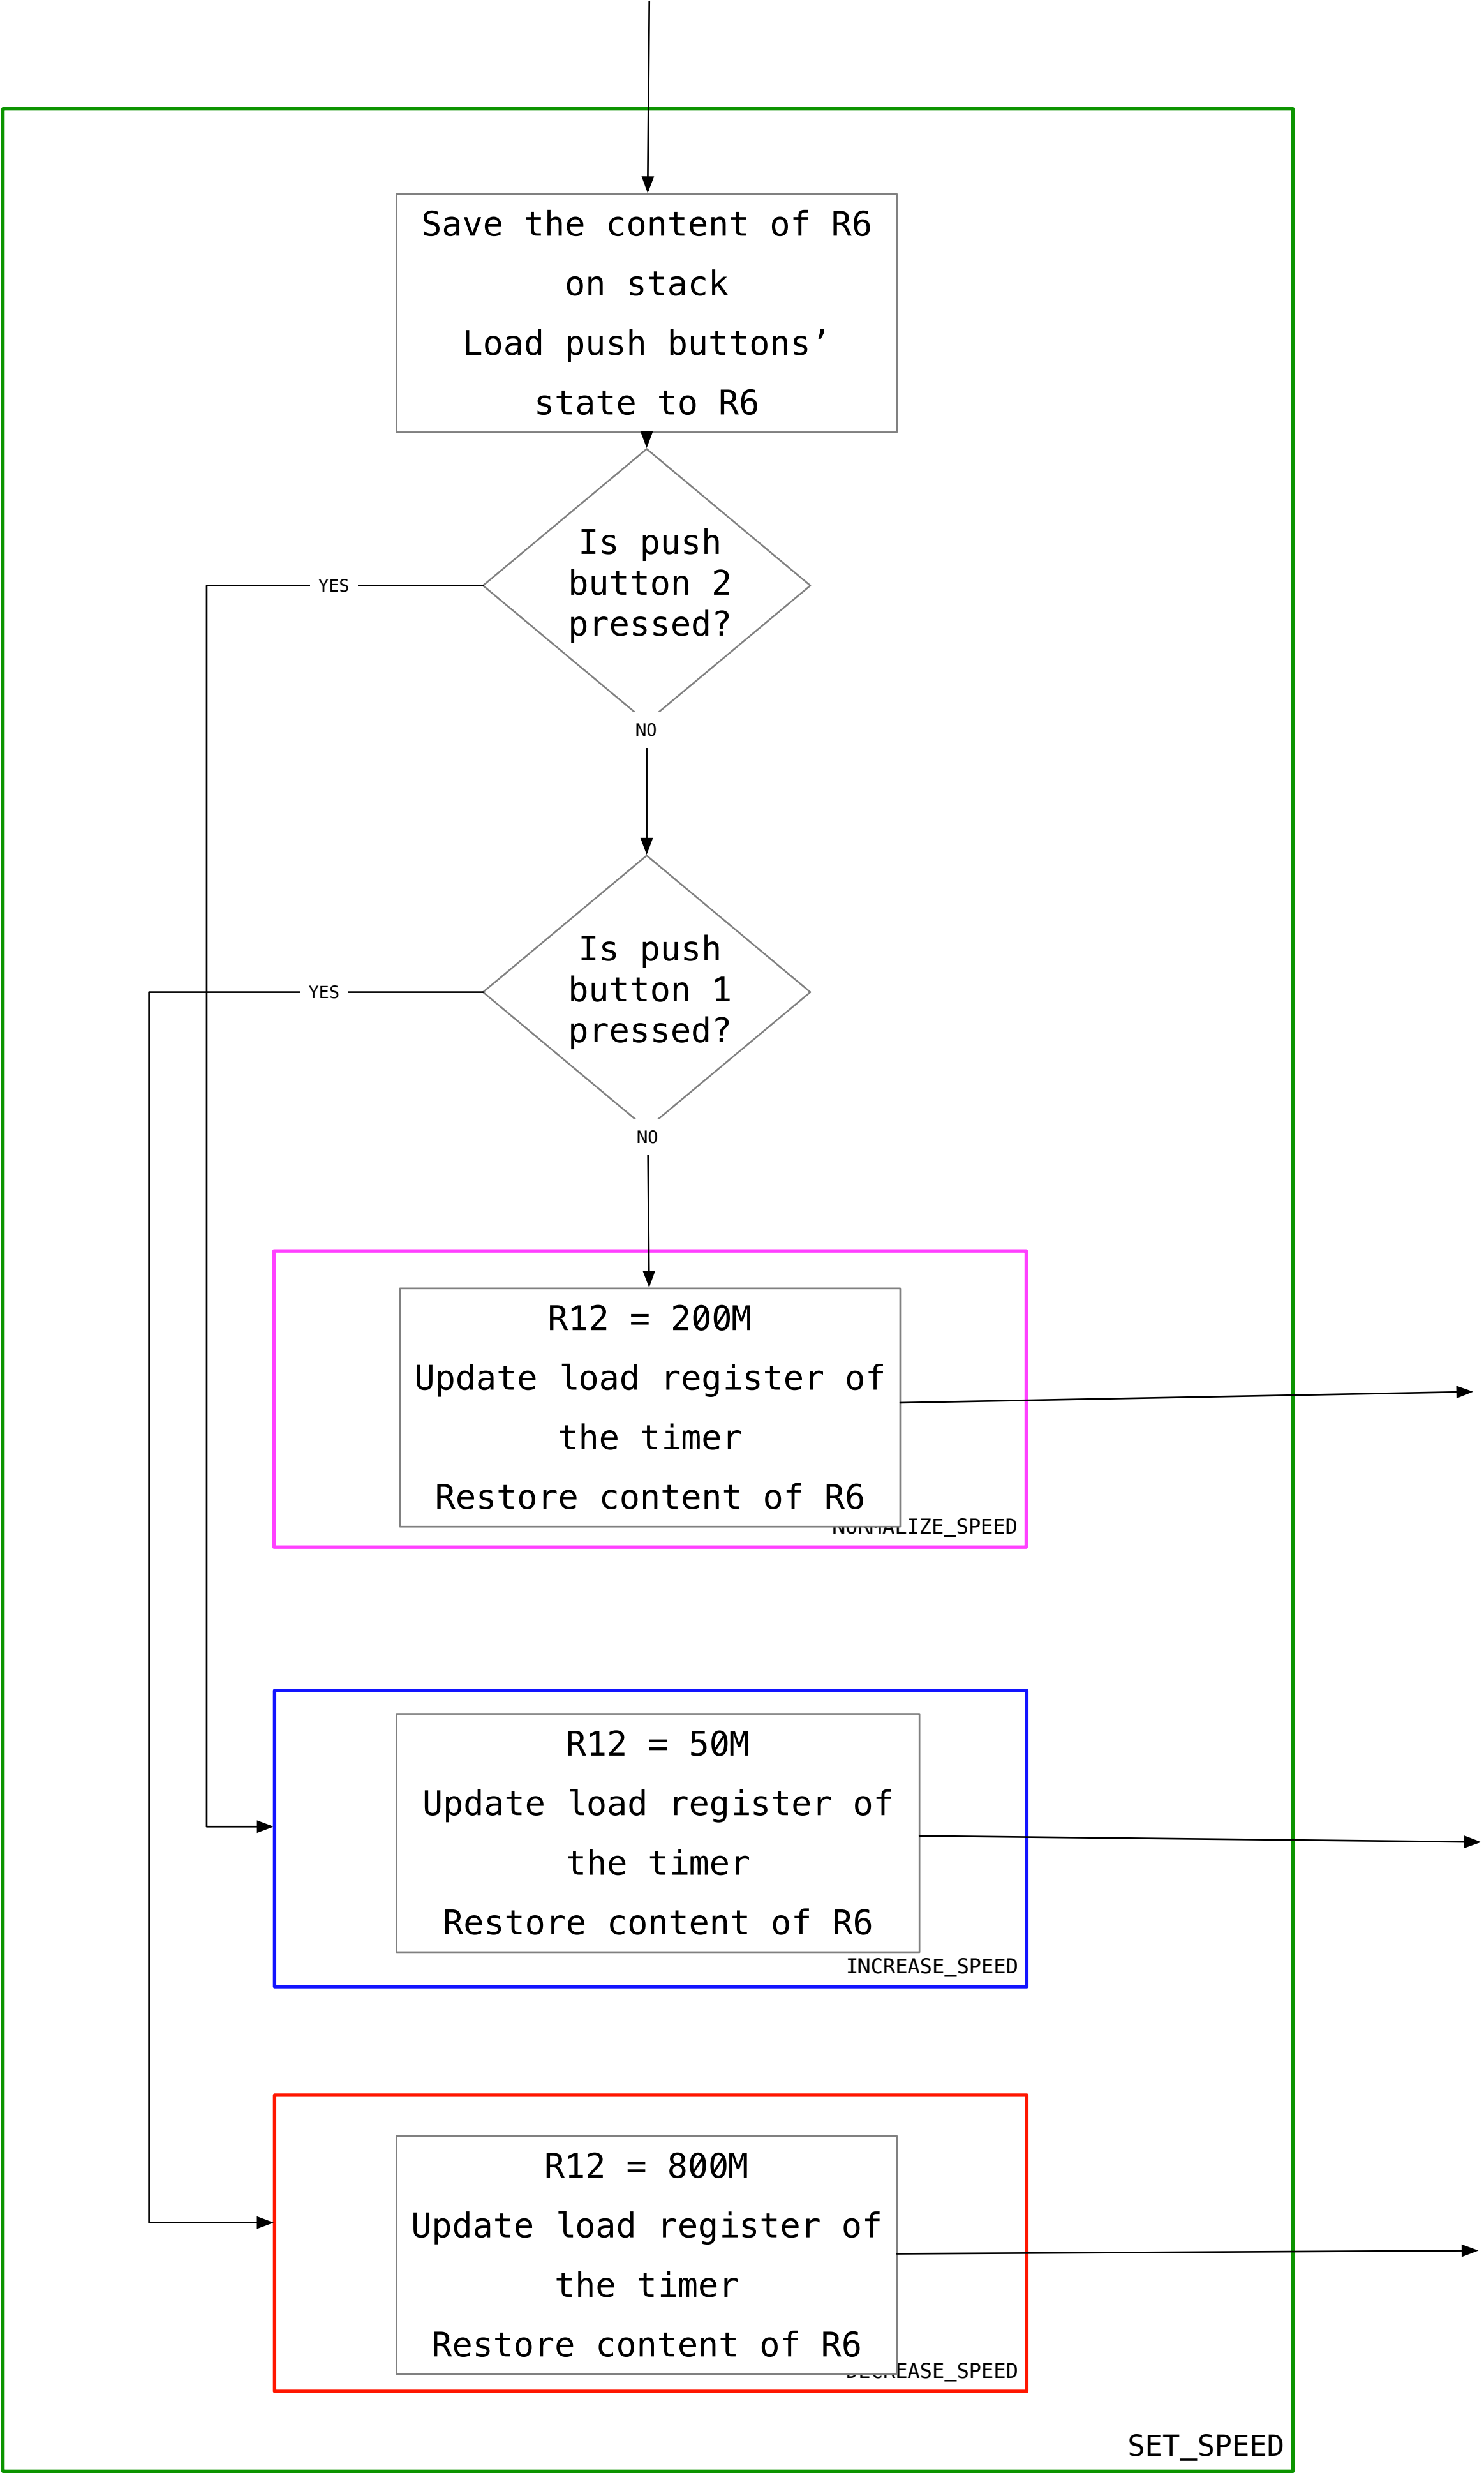 Save the content of R6
on stack
Load push buttons’
state to R6
Is push
button 2
pressed?
YES
NO
Is push
button 1
pressed?
YES
NO
R12 = 200M
Update load register of
the timer
Restore content of R6
NORMALIZE_SPEED
R12 = 50M
Update load register of
the timer
Restore content of R6
INCREASE_SPEED
R12 = 800M
Update load register of
the timer
Restore content of R6
DECREASE_SPEED
SET_SPEED